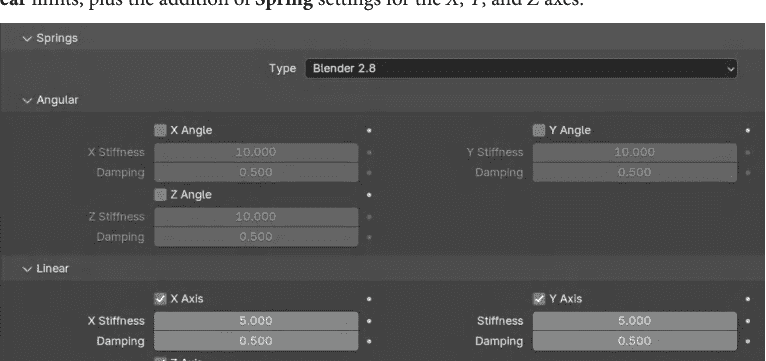 ear limits, plus the addition of Spring settings for the X, Y, and Z axes:
Springs
Type Blender 2.8
Angular
X Angle Y Angle
X Stiffness 10.000 Y Stiffness 10.000
Damping 0.500 Damping 0.500
Z Angle
Z Stiffness 10.000
Damping 0.500
Linear
X Axis Y Axis
X Stiffness 5.000 Stiffness 5.000
Damping 0.500 Damping 0.500
Z Axis